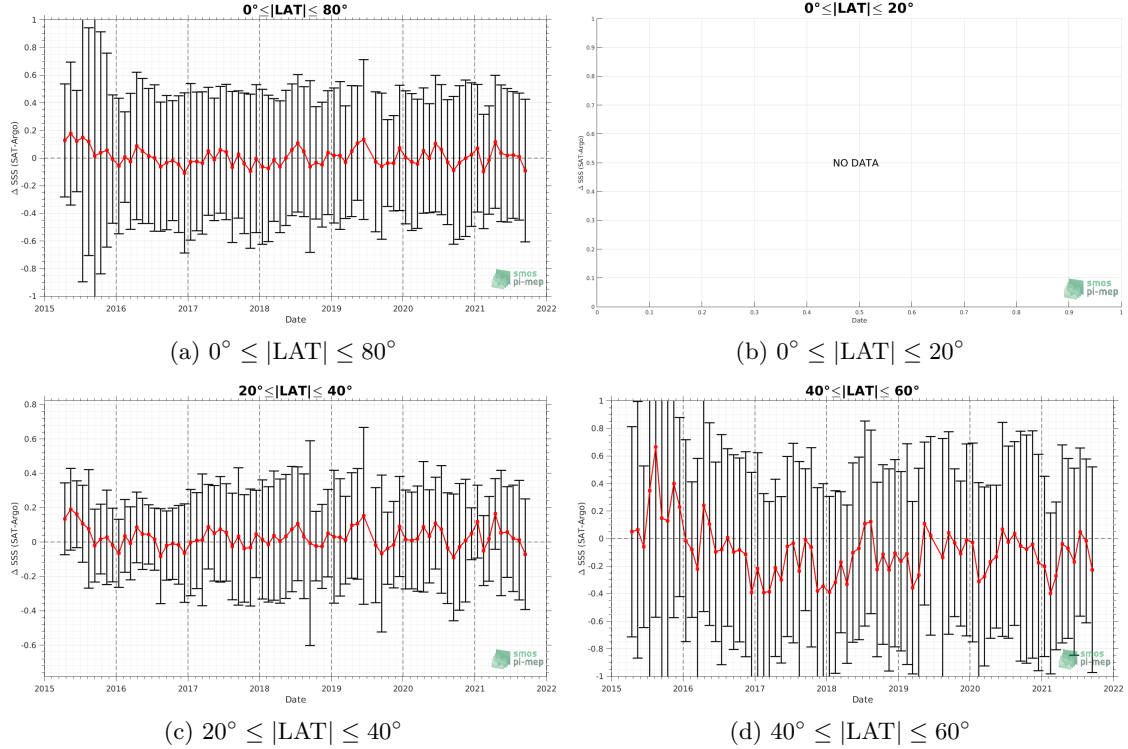 0°≤|LAT|≤ 80°
Δ SSS (SAT-Argo)
1
0.8
0.6
0.4
0.2
0
-0.2
-0.4
-0.6
-0.8
-1
2015 2016 2017 2018 2019 2020 2021 2022
Date
smos
pi-mep
(a) 0° ≤ |LAT| ≤ 80°
0°≤|LAT|≤ 20°
Δ SSS (SAT-Argo)
1
0.9
0.8
0.7
0.6
0.5
0.4
0.3
0.2
0.1
0
NO DATA
0 0.1 0.2 0.3 0.4 0.5 0.6 0.7 0.8 0.9 1
Date
smos
pi-mep
(b) 0° ≤ |LAT| ≤ 20°
20°≤|LAT|≤ 40°
Δ SSS (SAT-Argo)
0.8
0.6
0.4
0.2
0
-0.2
-0.4
-0.6
2015 2016 2017 2018 2019 2020 2021 2022
Date
smos
pi-mep
(c) 20° ≤ |LAT| ≤ 40°
40°≤|LAT|≤ 60°
Δ SSS (SAT-Argo)
1
0.8
0.6
0.4
0.2
0
-0.2
-0.4
-0.6
-0.8
-1
2015 2016 2017 2018 2019 2020 2021 2022
Date
smos
pi-mep
(d) 40° ≤ |LAT| ≤ 60°